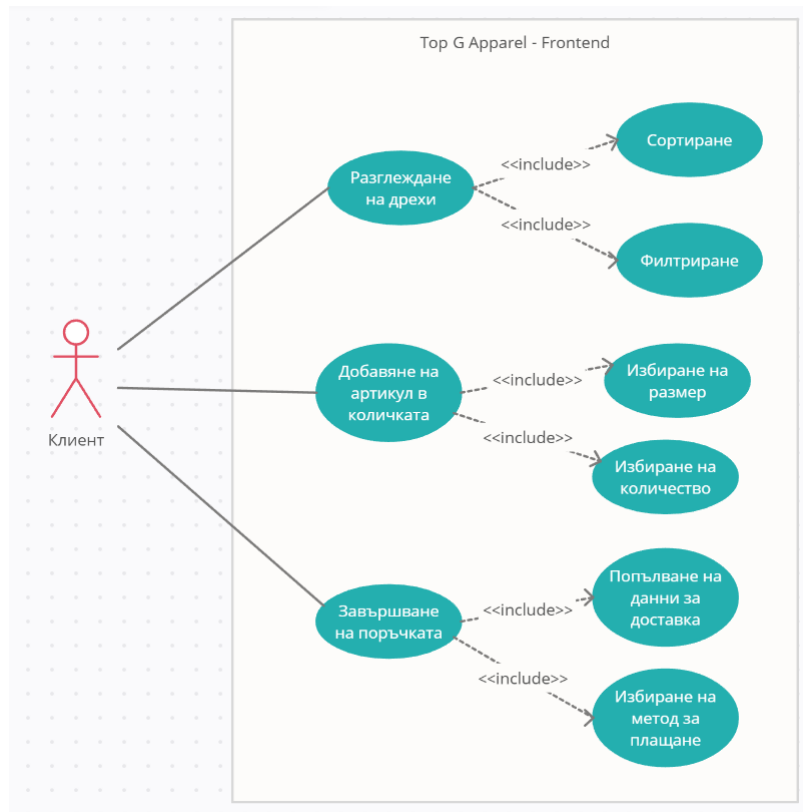 Top G Apparel - Frontend
Сортиране
<<include>>
Разглеждане
на дрехи
<<include>>
Филтриране
Клиент
Добавяне на
артикул в
количката
<<include>>
Избиране на
размер
<<include>>
Избиране на
количество
Завършване
на поръчката
<<include>>
Попълване на
данни за
доставка
<<include>>
Избиране на
метод за
плащане